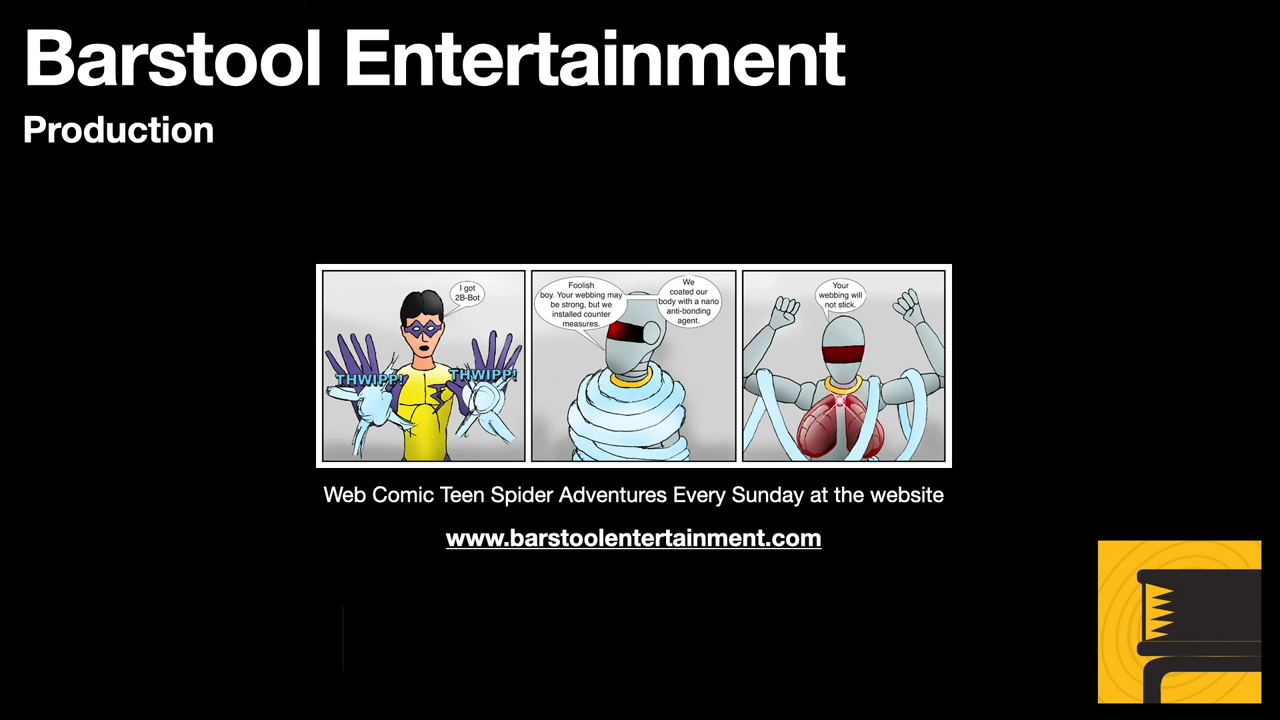 Barstool Entertainment
Production
I got
2B-Bot
THWIPP!
THWIPP!
Foolish
boy. Your webbing may
be strong, but we
installed counter
measures.
We
coated our
body with a nano
anti-bonding
agent.
Your
webbing will
not stick.
Web Comic Teen Spider Adventures Every Sunday at the website
www.barstoolentertainment.com